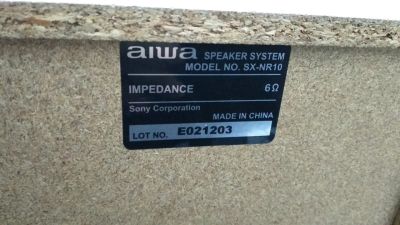 aiwa SPEAKER SYSTEM
MODEL NO. SX-NR10
IMPEDANCE 6Ω
Sony Corporation
MADE IN CHINA
LOT NO. E021203